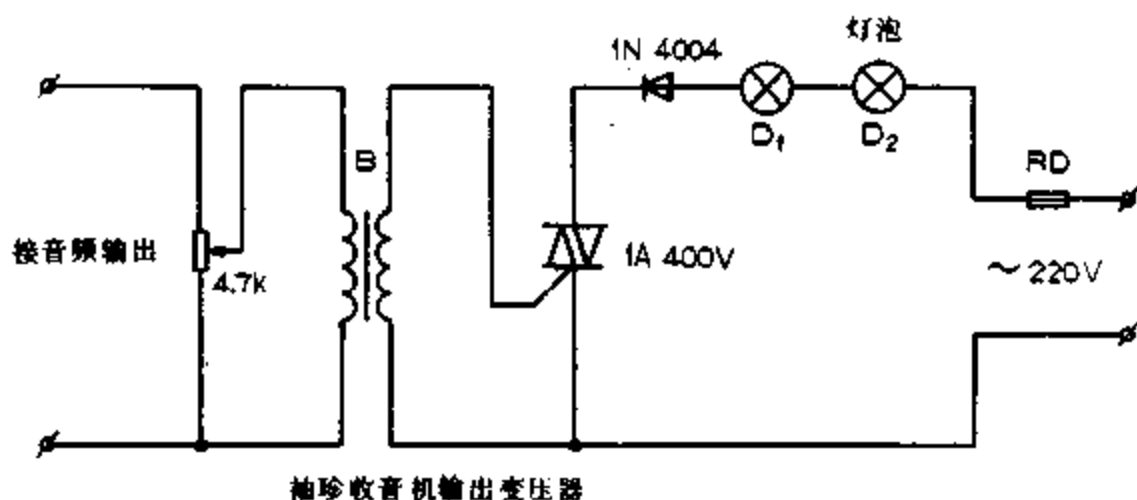 灯泡
1N 4004
D1
D2
B
RD
接音频输出
4.7k
1A 400V
~220V
袖珍收音机输出变压器